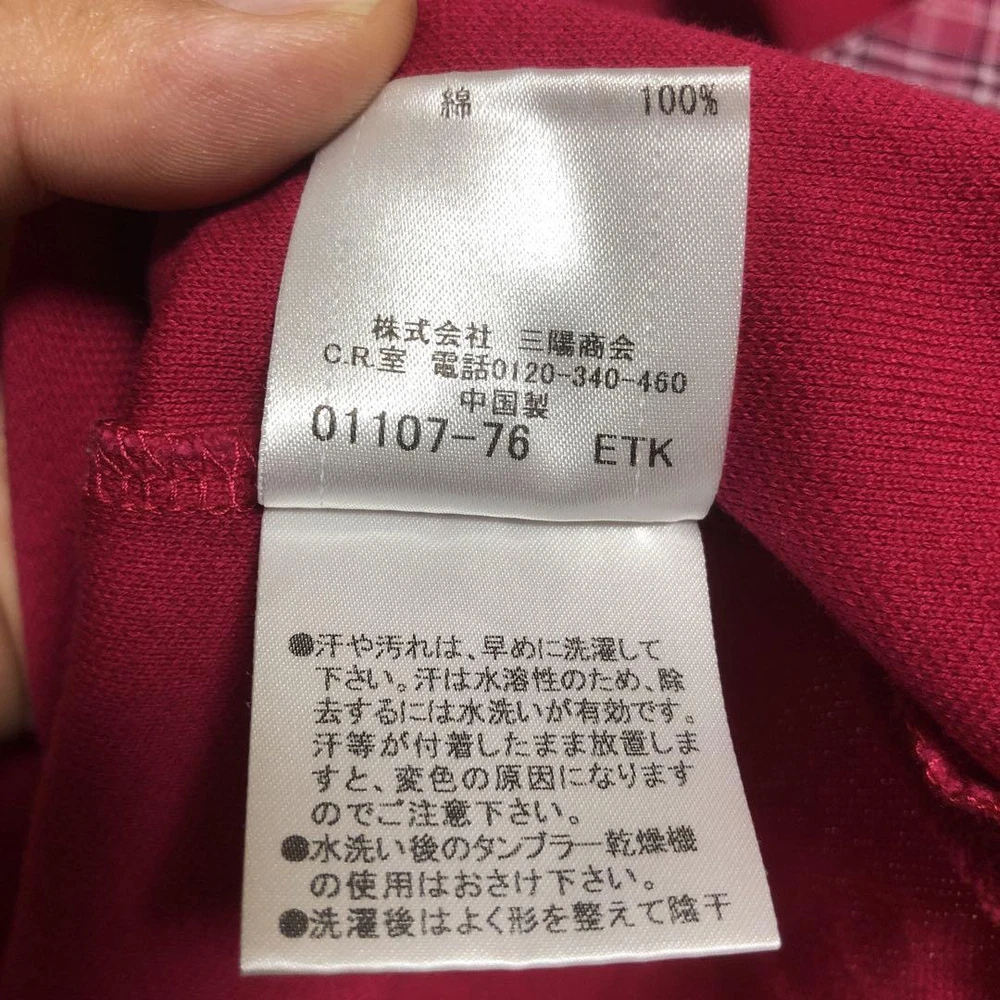 綿 100%
株式会社 三陽商会
C.R.室 電話0120-340-460
中国製
01107-76 ETK
●汗や汚れは、早めに洗濯して
下さい。汗は水溶性のため、除
去するには水洗いが有効です。
汗等が付着したまま放置しま
すと、変色の原因になります
のでご注意下さい。
●水洗い後のタンブラー乾燥機
の使用はおさけ下さい。
●洗濯後はよく形を整えて陰干